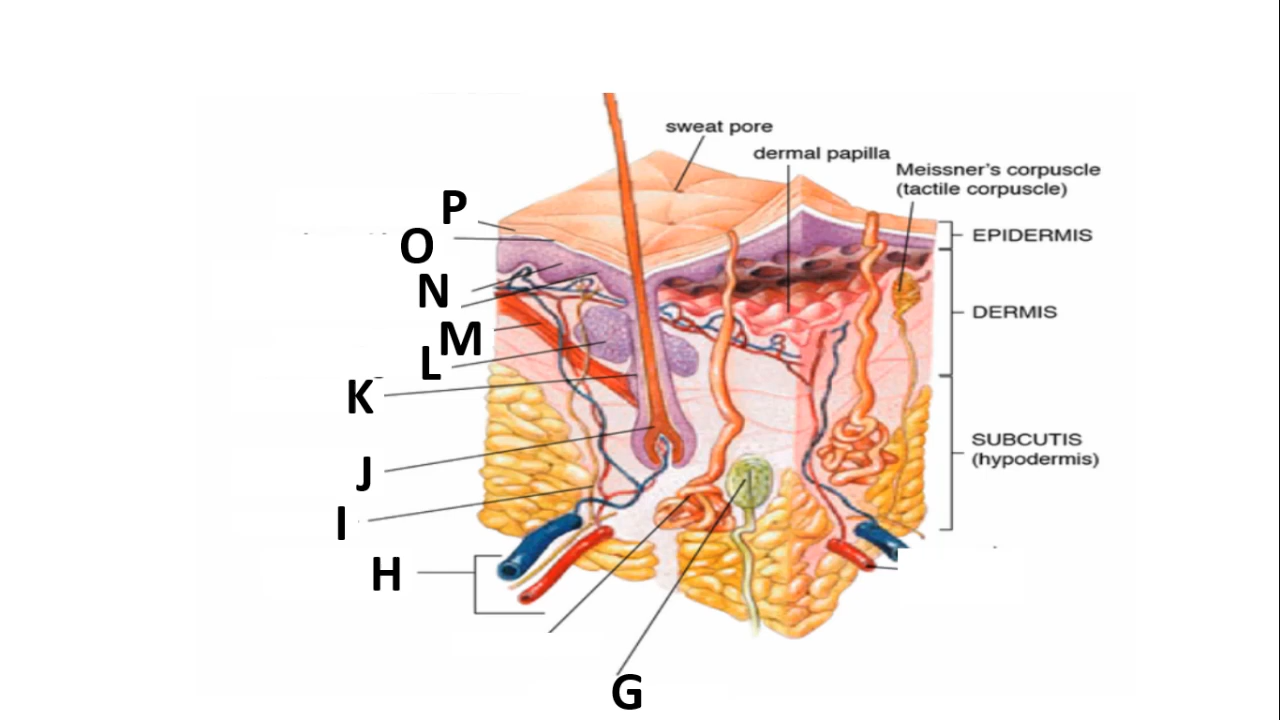 sweat pore
dermal papilla
Meissner's corpuscle
(tactile corpuscle)
P
EPIDERMIS
O
N
DERMIS
M
L
K
SUBCUTIS
(hypodermis)
J
I
H
G